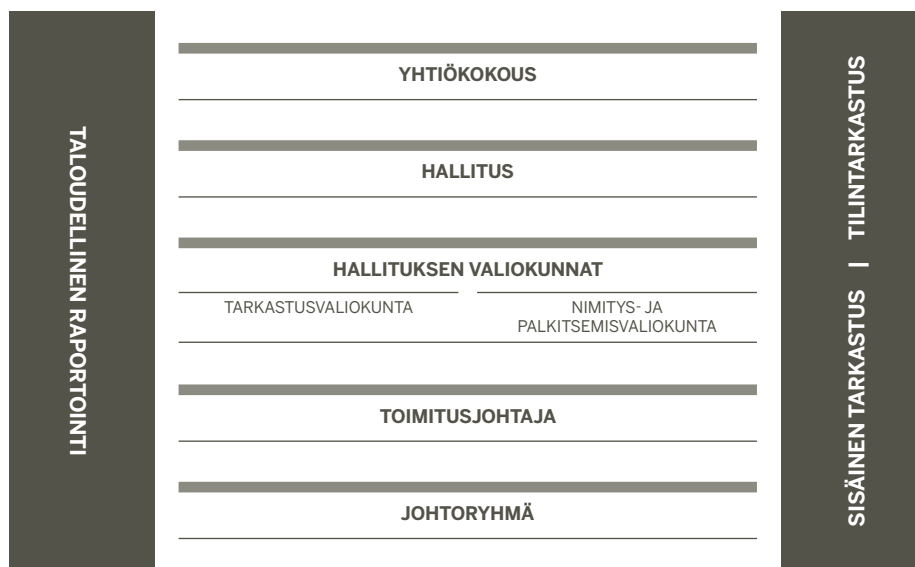 TALOUDELLINEN RAPORTOINTI
YHTIÖKOKOUS
HALLITUS
HALLITUKSEN VALIOKUNNAT
TARKASTUSVALIOKUNTA
NIMITYS- JA
PALKITSEMISVALIOKUNTA
TOIMITUSJOHTAJA
JOHTORYHMÄ
SISÄINEN TARKASTUS | TILINTARKASTUS